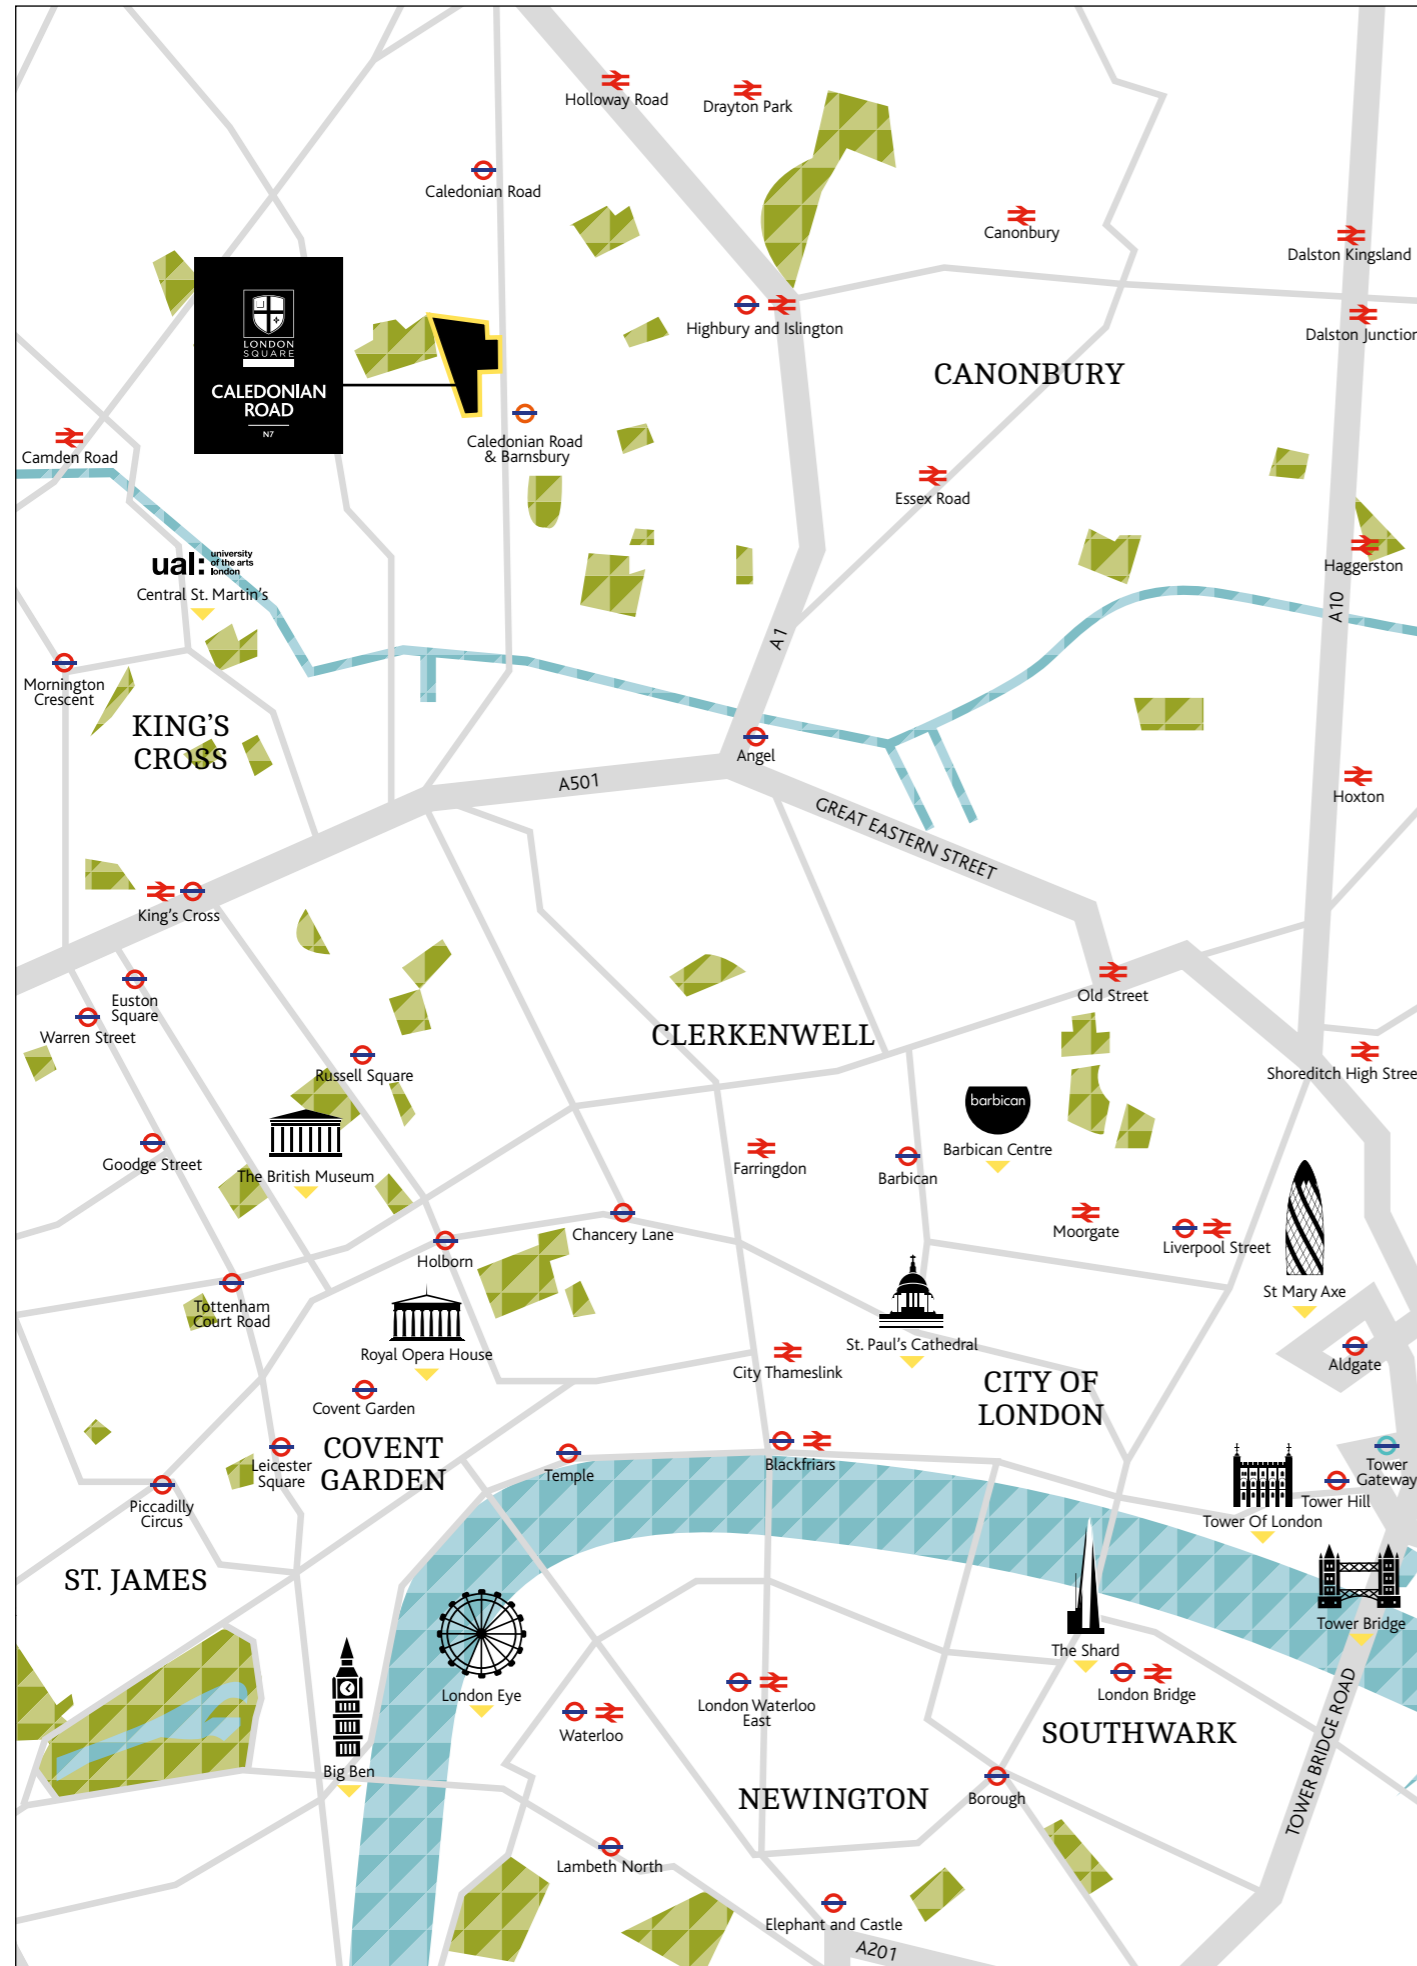 Holloway Road
Drayton Park
Caledonian Road
Canonbury
Dalston Kingsland
LONDON
SQUARE
CALEDONIAN
ROAD
N7
Highbury and Islington
Dalston Junction
CANONBURY
Caledonian Road
& Barnsbury
Camden Road
Essex Road
ual: university
of the arts
london
Central St. Martin's
Haggerston
A10
A1
Mornington
Crescent
KING'S
CROSS
Angel
A501
GREAT EASTERN STREET
Hoxton
King's Cross
Euston
Square
Warren Street
Old Street
CLERKENWELL
Russell Square
Shoreditch High Stree
barbican
Barbican Centre
Goodge Street
The British Museum
Farringdon
Barbican
Chancery Lane
Moorgate
Liverpool Street
Holborn
St Mary Axe
Tottenham
Court Road
Royal Opera House
St. Paul's Cathedral
City Thameslink
Aldgate
CITY OF
LONDON
Covent Garden
COVENT
GARDEN
Leicester
Square
Temple
Blackfriars
Tower
Gateway
Tower Hill
Piccadilly
Circus
Tower Of London
ST. JAMES
Tower Bridge
The Shard
London Eye
London Bridge
London Waterloo
East
Waterloo
SOUTHWARK
Big Ben
TOWER BRIDGE ROAD
NEWINGTON
Borough
Lambeth North
Elephant and Castle
A201